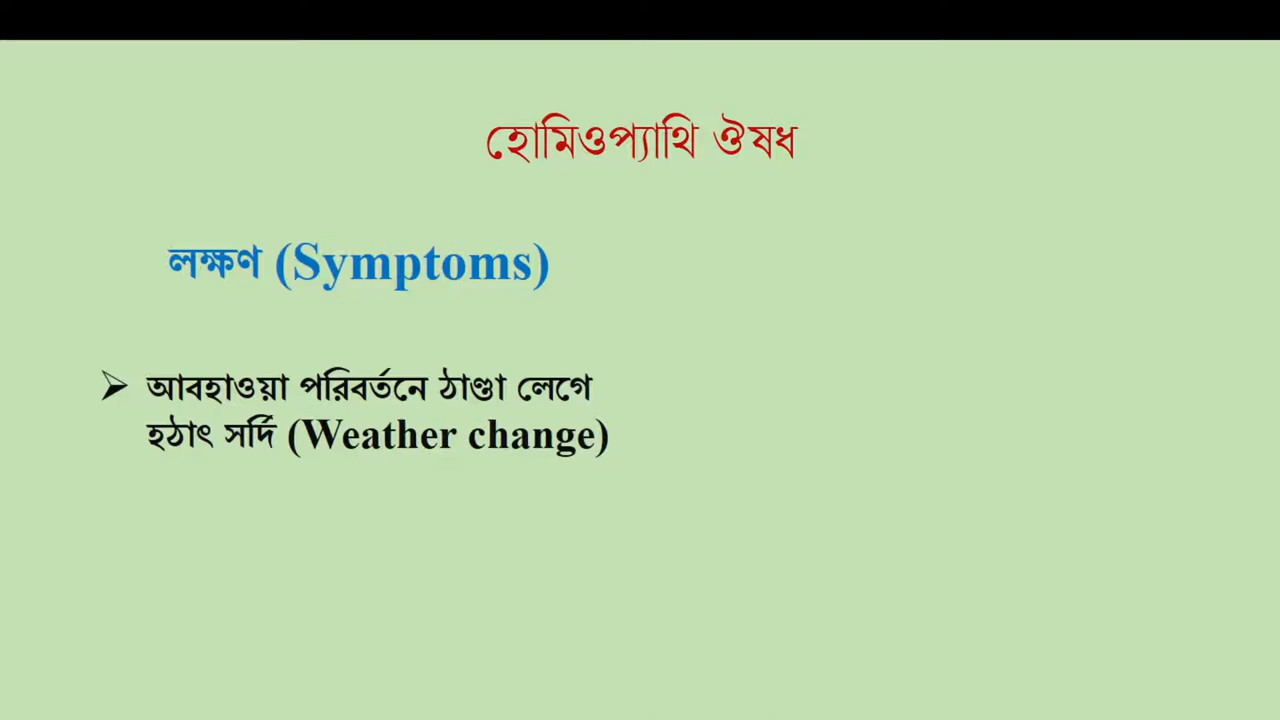 হোমিওপ্যাথি ঔষধ
লক্ষণ (Symptoms)
➢ আবহাওয়া পরিবর্তনে ঠাণ্ডা লেগে
হঠাৎ সর্দি (Weather change)